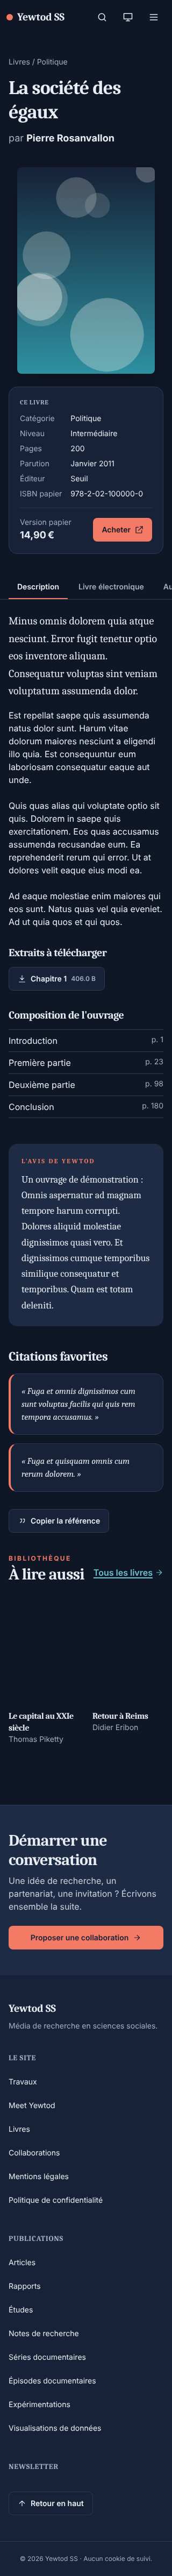 Yewtod SS
Livres / Politique
La société des
égaux
par Pierre Rosanvallon
CE LIVRE
Catégorie Politique
Niveau Intermédiaire
Pages 200
Parution Janvier 2011
Éditeur Seuil
ISBN papier 978-2-02-100000-0
Version papier
14,90 €
Acheter
Description Livre électronique Au
Minus omnis dolorem quia atque
nesciunt. Error fugit tenetur optio
eos inventore aliquam.
Consequatur voluptas sint veniam
voluptatum assumenda dolor.
Est repellat saepe quis assumenda
natus dolor sunt. Harum vitae
dolorem maiores nesciunt a eligendi
illo quia. Est consequuntur eum
laboriosam consequatur eaque aut
unde.
Quis quas alias qui voluptate optio sit
quis. Dolorem in saepe quis
exercitationem. Eos quas accusamus
assumenda recusandae eum. Ea
reprehenderit rerum qui error. Ut at
dolores velit eaque eius modi ea.
Ad eaque molestiae enim maiores qui
eos sunt. Natus quas vel quia eveniet.
Ad ut quia quos et qui quos.
Extraits à télécharger
Chapitre 1 406.0 B
Composition de l'ouvrage
Introduction p. 1
Première partie p. 23
Deuxième partie p. 98
Conclusion p. 180
L'AVIS DE YEWTOD
Un ouvrage de démonstration :
Omnis aspernatur ad magnam
tempore harum corrupti.
Dolores aliquid molestiae
dignissimos quasi vero. Et
dignissimos cumque temporibus
similique consequatur et
temporibus. Quam est totam
deleniti.
Citations favorites
« Fuga et omnis dignissimos cum
sunt voluptas facilis qui quis rem
tempora accusamus. »
« Fuga et quisquam omnis cum
rerum dolorem. »
Copier la référence
BIBLIOTHÈQUE
À lire aussi
Tous les livres
Le capital au XXIe
siècle
Thomas Piketty
Retour à Reims
Didier Eribon
Démarrer une
conversation
Une idée de recherche, un
partenariat, une invitation ? Écrivons
ensemble la suite.
Proposer une collaboration
Yewtod SS
Média de recherche en sciences sociales.
LE SITE
Travaux
Meet Yewtod
Livres
Collaborations
Mentions légales
Politique de confidentialité
PUBLICATIONS
Articles
Rapports
Études
Notes de recherche
Séries documentaires
Épisodes documentaires
Expérimentations
Visualisations de données
NEWSLETTER
Retour en haut
© 2026 Yewtod SS · Aucun cookie de suivi.